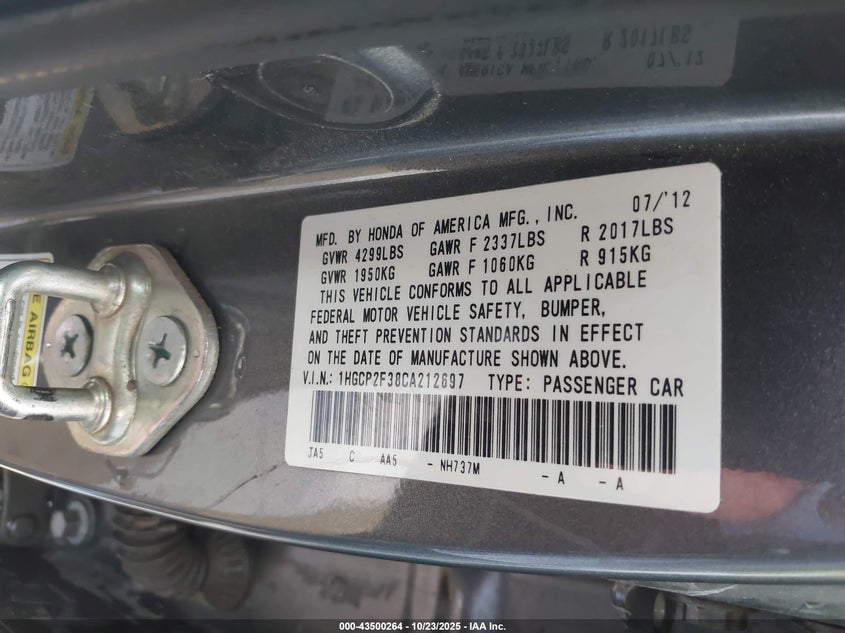 MFD. BY HONDA OF AMERICA MFG., INC. 07/'12
GVWR 4299LBS GAWR F 2337LBS R 2017LBS
GVWR 1950KG GAWR F 1060KG R 915KG
THIS VEHICLE CONFORMS TO ALL APPLICABLE
FEDERAL MOTOR VEHICLE SAFETY, BUMPER,
AND THEFT PREVENTION STANDARDS IN EFFECT
ON THE DATE OF MANUFACTURE SHOWN ABOVE.
V.I.N.: 1HGCP2F38CA212697 TYPE: PASSENGER CAR
JA5 C AA5 - NH737M - A - A
E AIRBAG
000-43500264 - 10/23/2025 - IAA Inc.